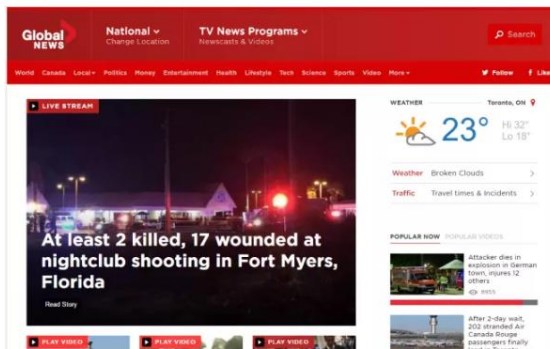 Global
NEWS
National
Change Location
TV News Programs
Newscasts & Videos
Search
World Canada Local Politics Money Entertainment Health Lifestyle Tech Science Sports Video More
Follow
Like
LIVE STREAM
At least 2 killed, 17 wounded at
nightclub shooting in Fort Myers,
Florida
Read Story
PLAY VIDEO
PLAY VIDEO
PLAY VIDEO
WEATHER
Toronto, ON
23°
Hi 32°
Lo 18°
Weather Broken Clouds
Traffic Travel times & Incidents
POPULAR NOW POPULAR VIDEOS
Attacker dies in
explosion in German
town, injures 12
others
After 2-day wait,
202 stranded Air
Canada Rouge
passengers finally